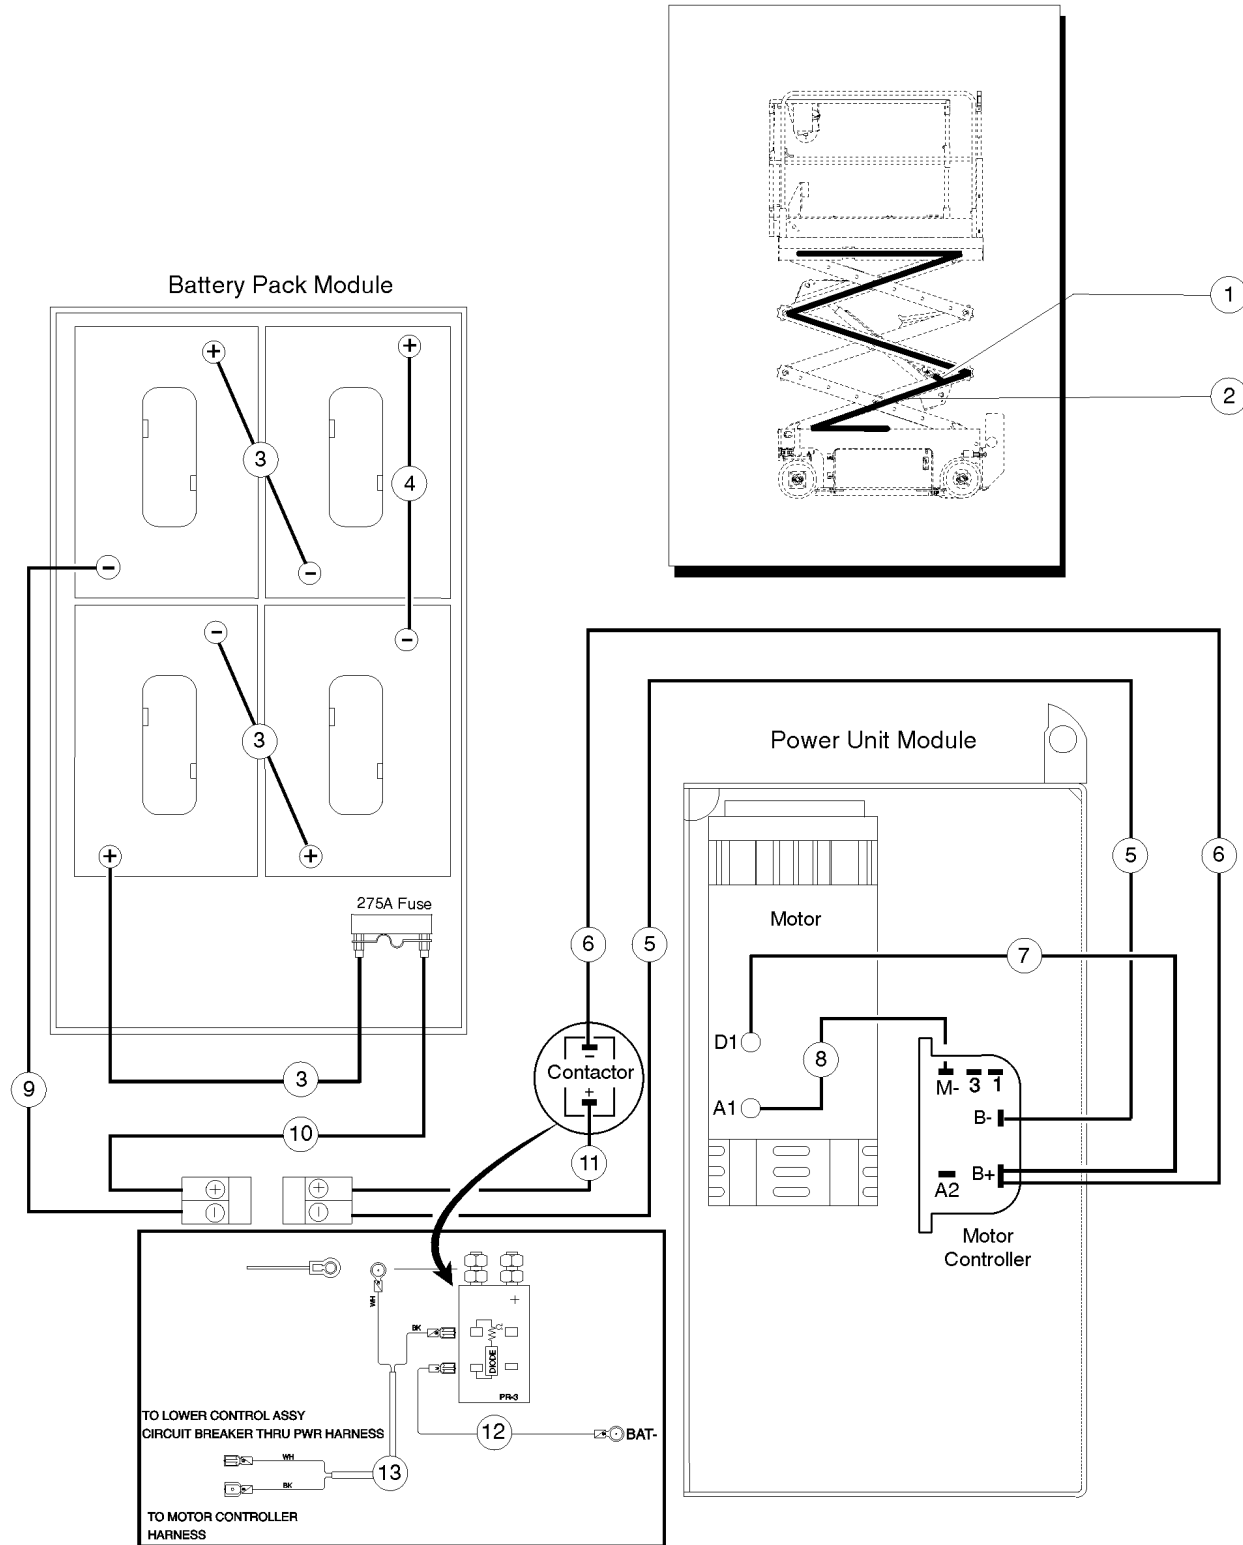 1
2
Battery Pack Module
+
+
3
4
−
−
−
−
3
+
+
275A Fuse
Power Unit Module
5
6
6
5
Motor
7
D1
8
−
Contactor
+
M- 3 1
A1
B-
9
3
10
11
A2
B+
Motor
Controller
+
−
+
−
WH
BK
+
Ω
DIODE
PR-3
TO LOWER CONTROL ASSY
CIRCUIT BREAKER THRU PWR HARNESS
12
BAT-
WH
13
BK
TO MOTOR CONTROLLER
HARNESS